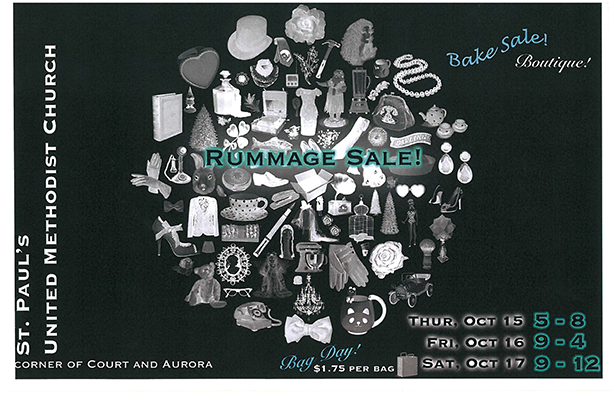 St. Paul's
United Methodist Church
Bake Sale!
Boutique!
Rummage Sale!
Thur, Oct 15 5 - 8
Fri, Oct 16 9 - 4
Bag Day!
$1.75 per bag
Sat, Oct 17 9 - 12
corner of Court and Aurora